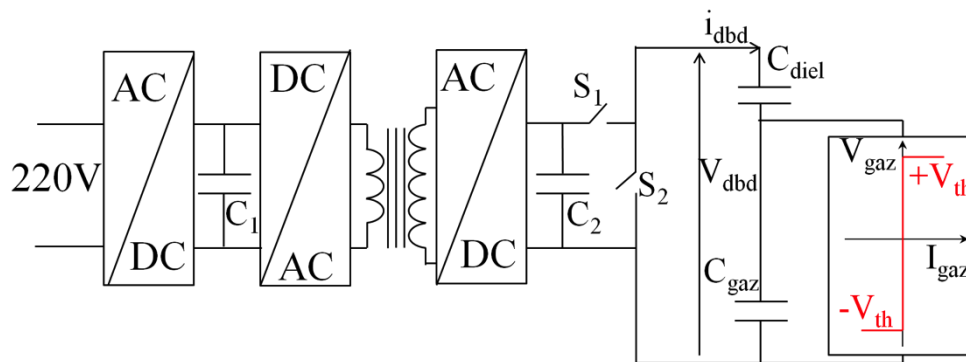 220V
AC
DC
C1
DC
AC
AC
DC
C2
S1
S2
Vdbd
idbd
Cdiel
Cgaz
Vgaz
+Vth
Igaz
-Vth